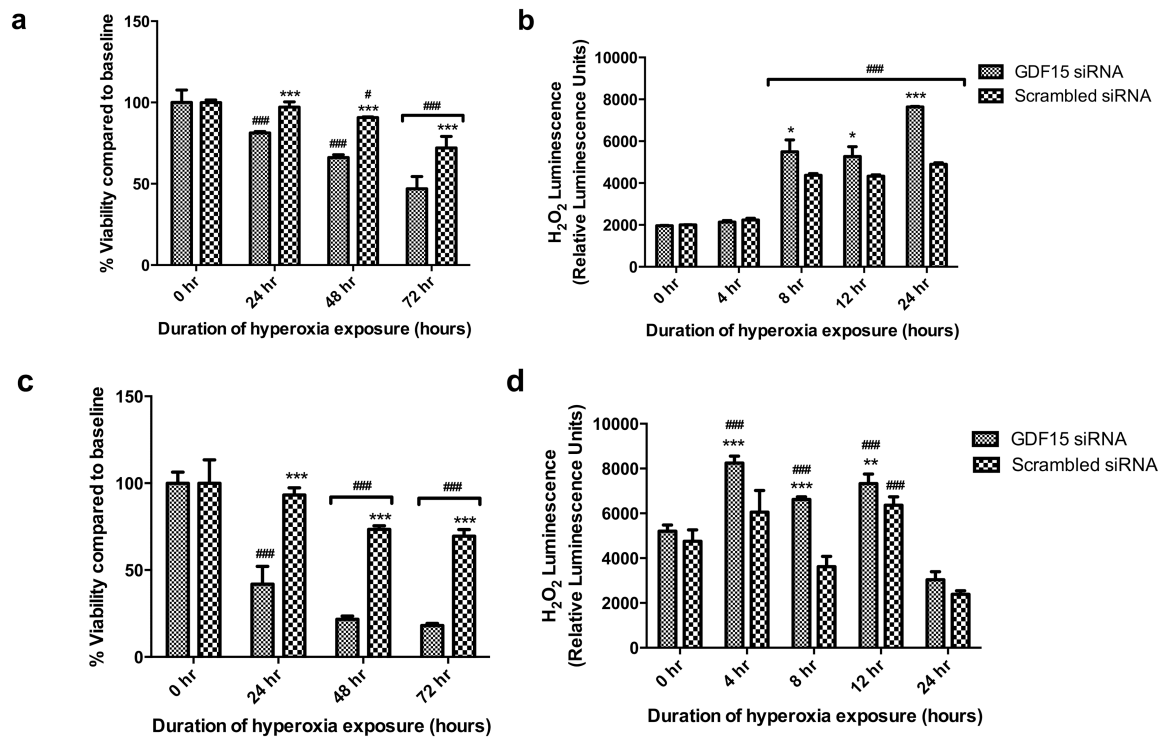 a
% Viability compared to baseline
150
100
50
0
###
***
###
#
***
###
***
0 hr
24 hr
48 hr
72 hr
Duration of hyperoxia exposure (hours)
b
H2O2 Luminescence
(Relative Luminescence Units)
10000
8000
6000
4000
2000
0
###
*
*
***
0 hr
4 hr
8 hr
12 hr
24 hr
Duration of hyperoxia exposure (hours)
GDF15 siRNA
Scrambled siRNA
c
% Viability compared to baseline
150
100
50
0
###
***
###
***
###
***
0 hr
24 hr
48 hr
72 hr
Duration of hyperoxia exposure (hours)
d
H2O2 Luminescence
(Relative Luminescence Units)
10000
8000
6000
4000
2000
0
###
***
###
***
###
**
###
0 hr
4 hr
8 hr
12 hr
24 hr
Duration of hyperoxia exposure (hours)
GDF15 siRNA
Scrambled siRNA